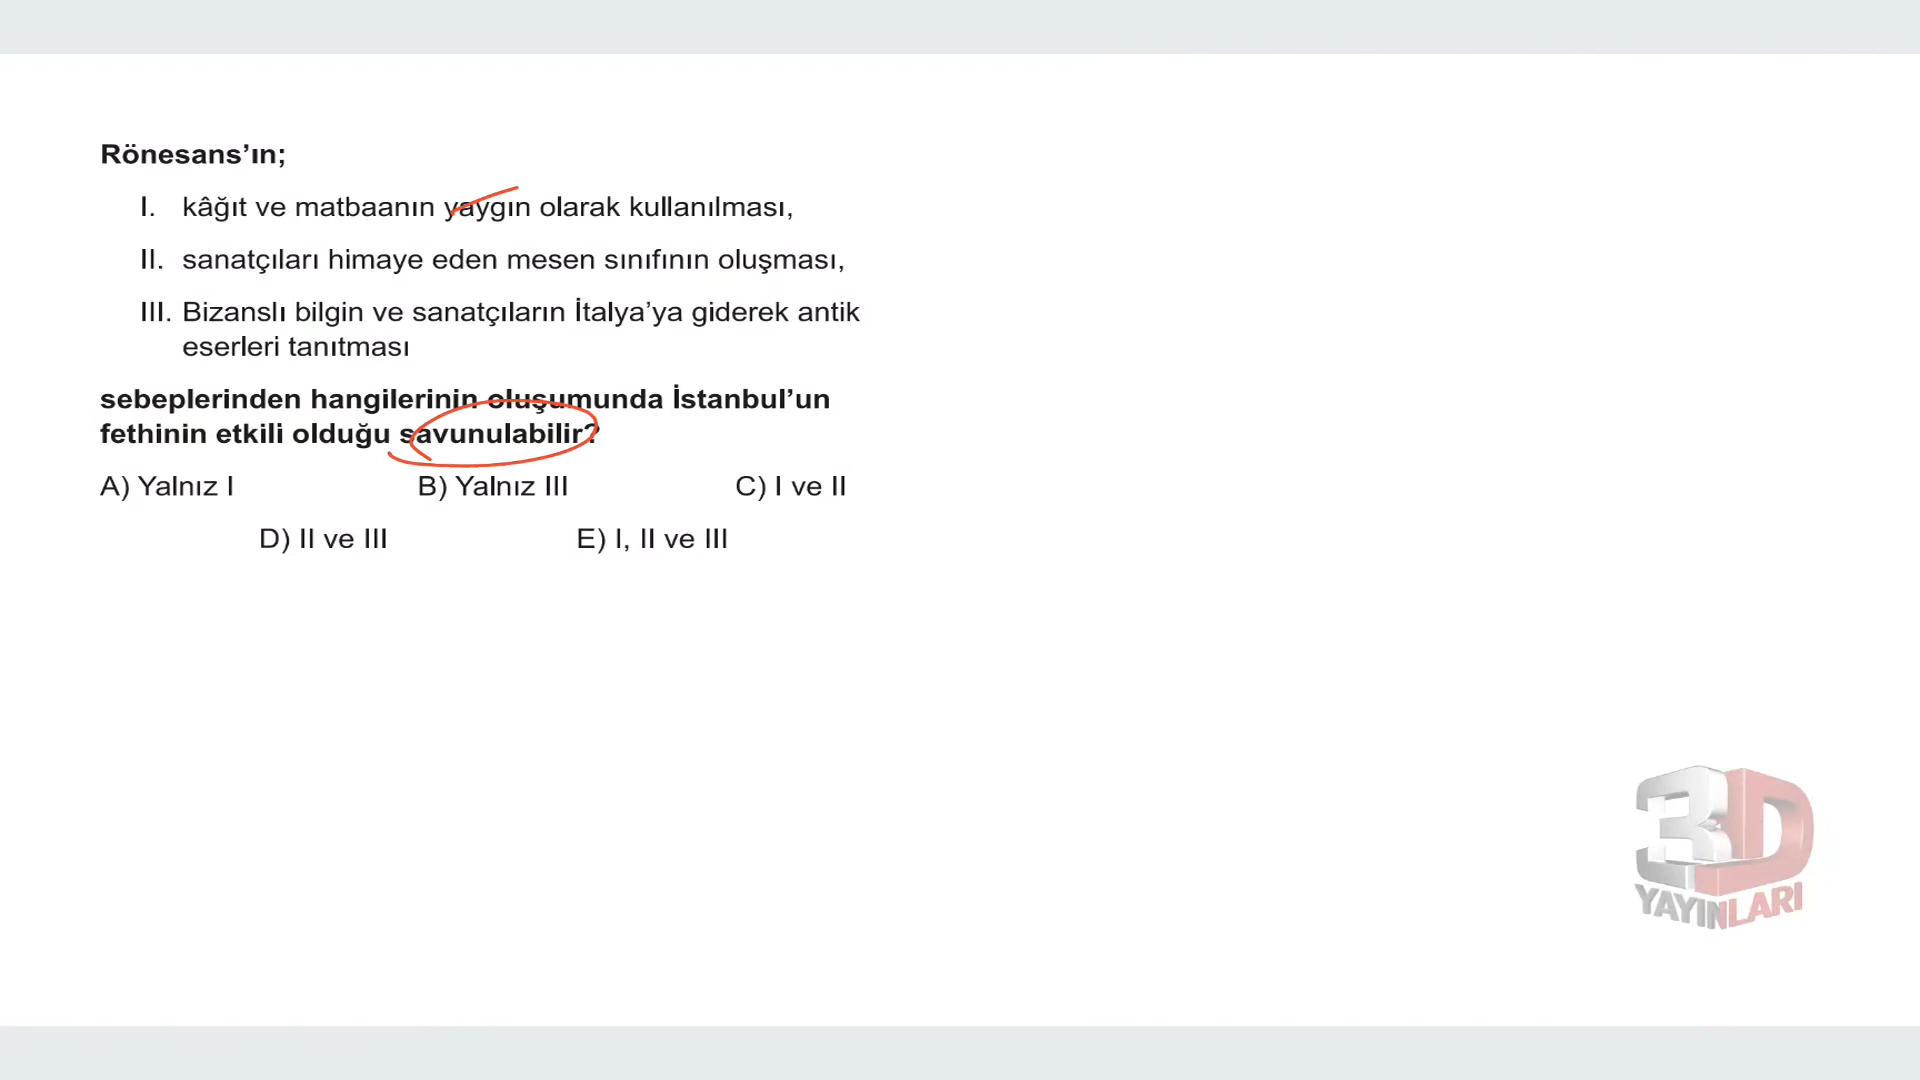 Rönesans’ın;
I. kâğıt ve matbaanın yaygın olarak kullanılması,
II. sanatçıları himaye eden mesen sınıfının oluşması,
III. Bizanslı bilgin ve sanatçıların İtalya’ya giderek antik
eserleri tanıtması
sebeplerinden hangilerinin oluşumunda İstanbul’un
fethinin etkili olduğu savunulabilir?
A) Yalnız I B) Yalnız III C) I ve II
D) II ve III E) I, II ve III
3D
YAYINLARI